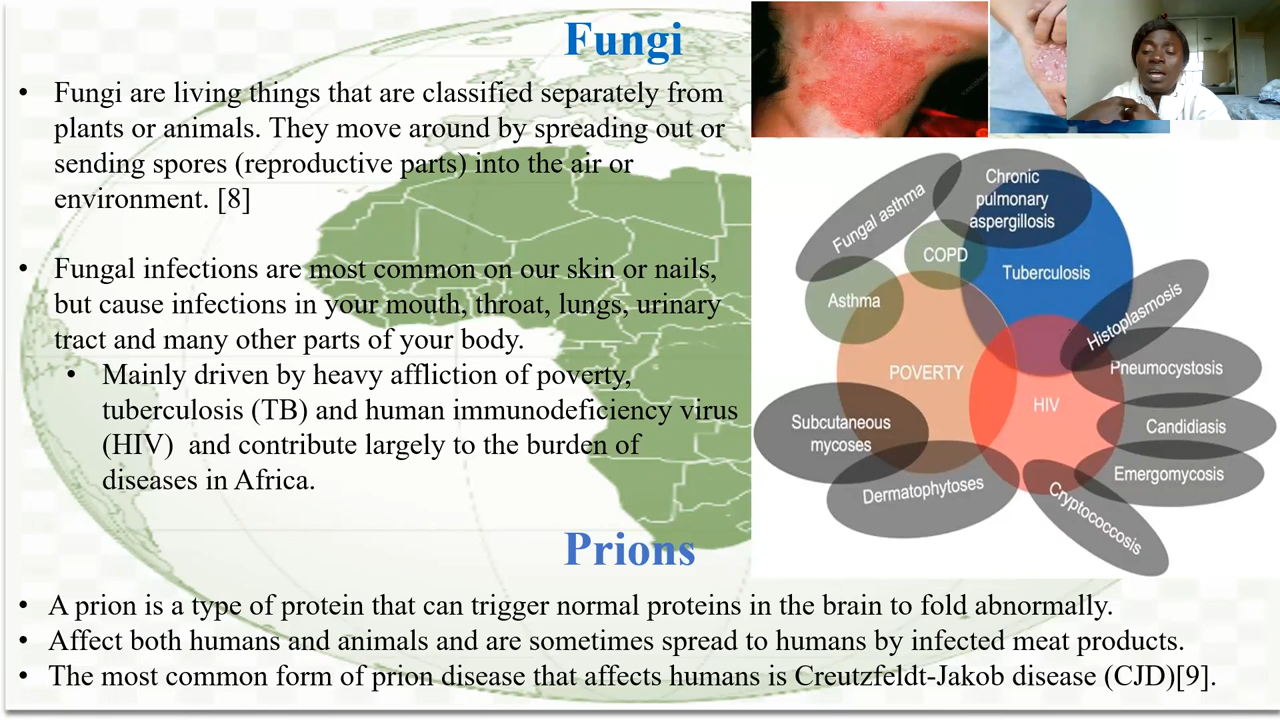 Fungi
• Fungi are living things that are classified separately from
plants or animals. They move around by spreading out or
sending spores (reproductive parts) into the air or
environment. [8]
• Fungal infections are most common on our skin or nails,
but cause infections in your mouth, throat, lungs, urinary
tract and many other parts of your body.
• Mainly driven by heavy affliction of poverty,
tuberculosis (TB) and human immunodeficiency virus
(HIV) and contribute largely to the burden of
diseases in Africa.
Fungal asthma
Chronic
pulmonary
aspergillosis
COPD
Tuberculosis
Asthma
Histoplasmosis
POVERTY
Pneumocystosis
HIV
Subcutaneous
mycoses
Candidiasis
Dermatophytoses
Emergomycosis
Cryptococcosis
Prions
• A prion is a type of protein that can trigger normal proteins in the brain to fold abnormally.
• Affect both humans and animals and are sometimes spread to humans by infected meat products.
• The most common form of prion disease that affects humans is Creutzfeldt-Jakob disease (CJD)[9].